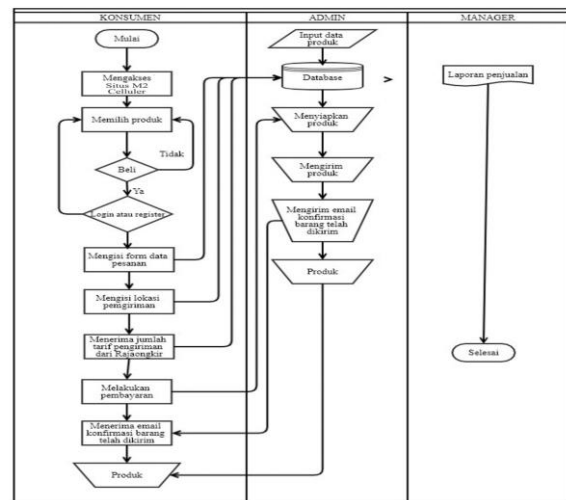 KONSUMEN
Mulai
Mengakses
Situs M2
Celluler
Memilih produk
Tidak
Beli
Ya
Login atau register
Mengisi form data
pesanan
Mengisi lokasi
pemgiriman
Menerima jumlah
tarif pengiriman
dari Rajaongkir
Melakukan
pembayaran
Menerima email
konfirmasi barang
telah dikirim
Produk
ADMIN
Input data
produk
Database
>
Menyiapkan
produk
Mengirim
produk
Mengirim email
konfirmasi
barang telah
dikirim
Produk
MANAGER
Laporan penjualan
Selesai